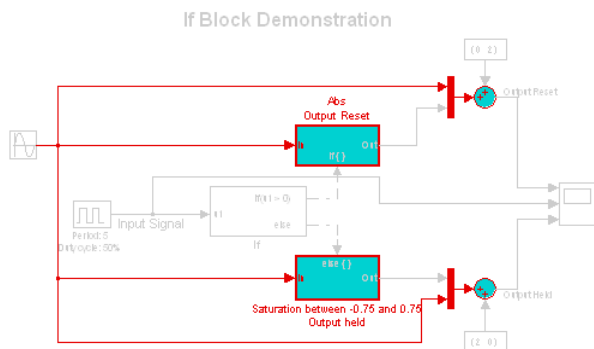 If Block Demonstration
[0 2]
Abs
Output Reset
Output Reset
In
Out
If{ }
Period: 5
Duty cycle: 50%
Input Signal
u1
if(u1 > 0)
else
If
else{ }
In
Out
Saturation between -0.75 and 0.75
Output held
Output Held
[2 0]